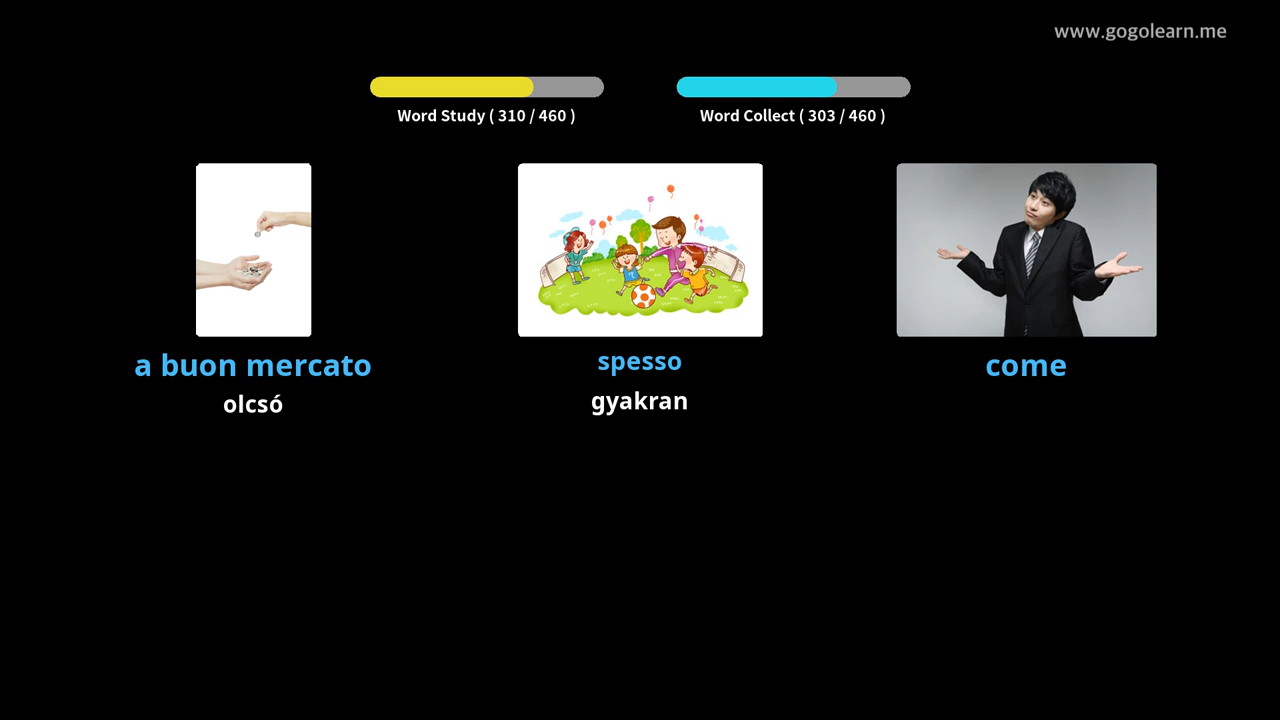 www.gogolearn.me
Word Study ( 310 / 460 )
Word Collect ( 303 / 460 )
a buon mercato
olcsó
spesso
gyakran
come